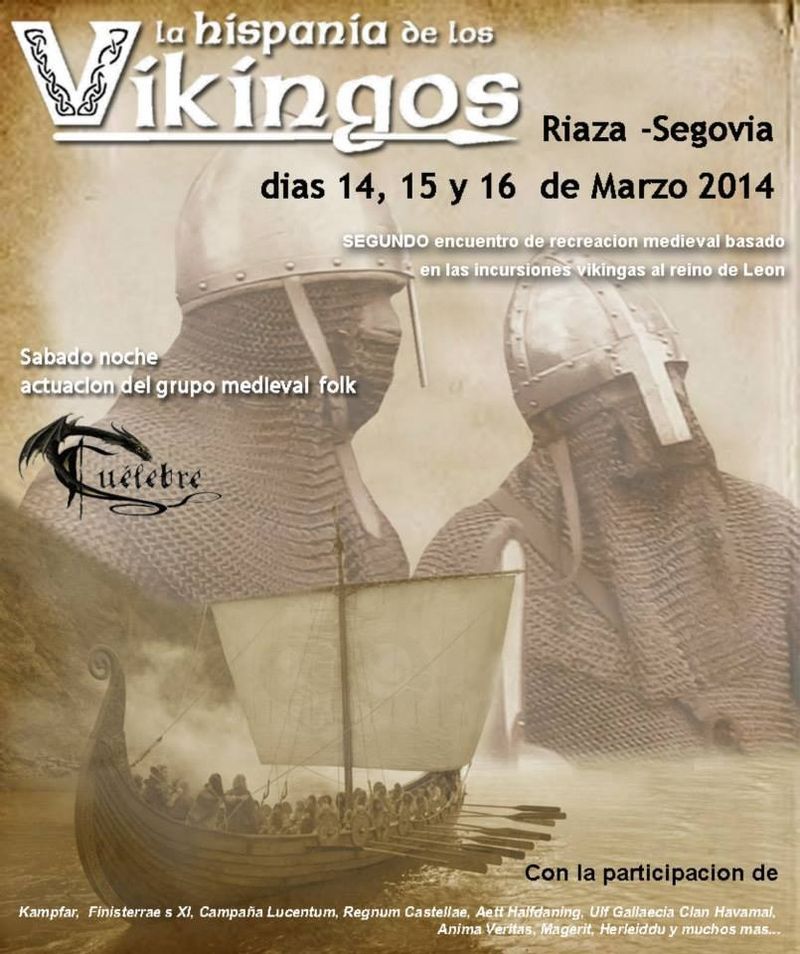 la hispania de los
Vikingos
Riaza -Segovia
dias 14, 15 y 16 de Marzo 2014
SEGUNDO encuentro de recreacion medieval basado
en las incursiones vikingas al reino de Leon
Sabado noche
actuacion del grupo medieval folk
Cuélebre
Con la participacion de
Kampfar, Finisterrae s XI, Campaña Lucentum, Regnum Castellae, Aett Halfdaning, Ulf Gallaecia Clan Havamal,
Anima Veritas, Magerit, Herleiddu y muchos mas...